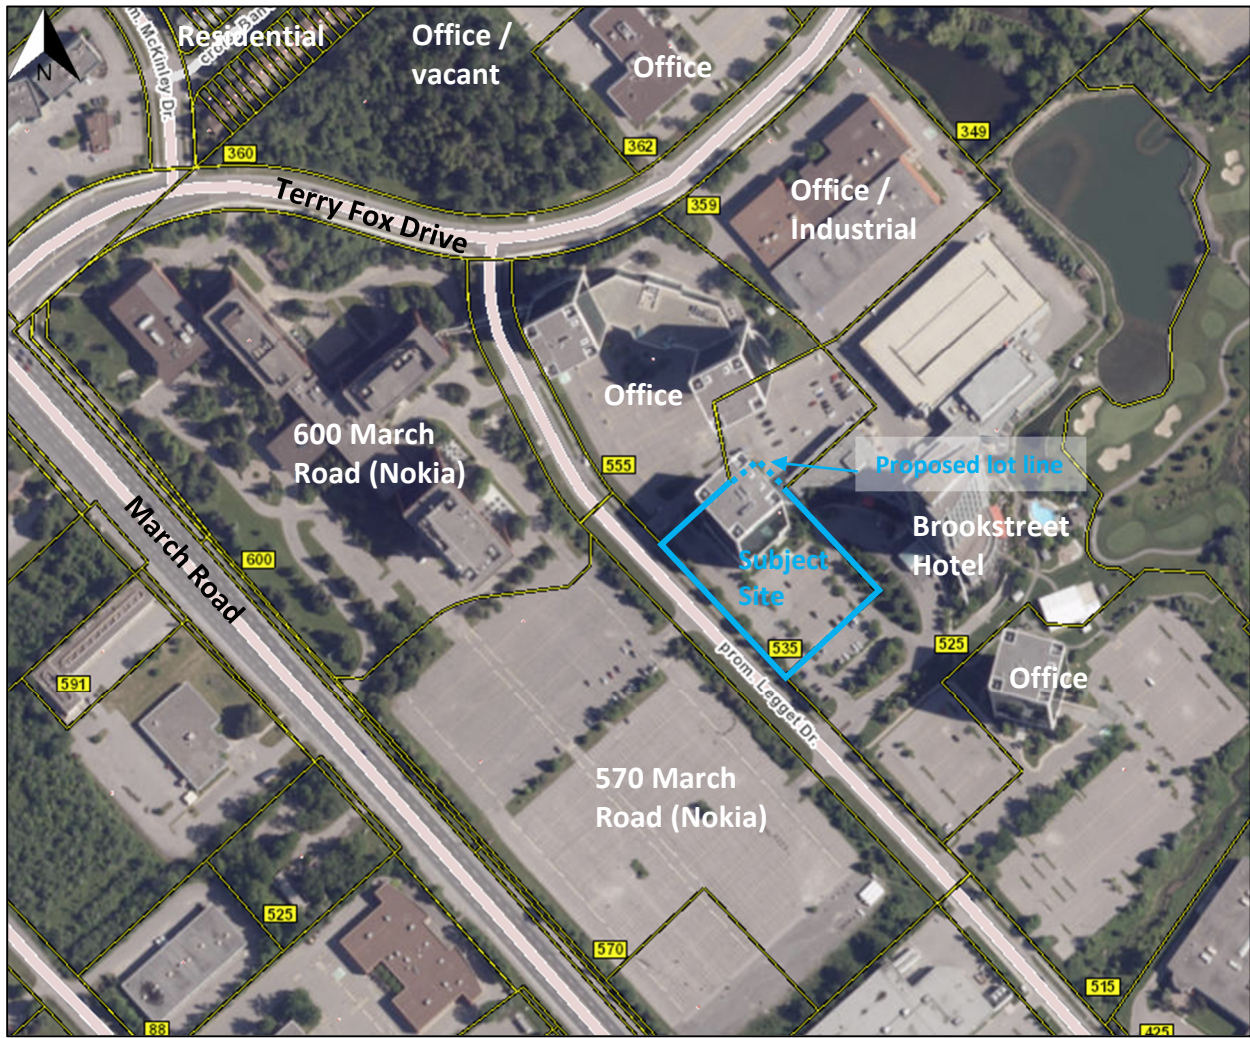 N
McKinley Dr.
Residential
Office /
vacant
Office
360
362
349
359
Terry Fox Drive
Office /
Industrial
Office
600 March
Road (Nokia)
555
Proposed lot line
Brookstreet
Hotel
Subject
Site
March Road
600
535
525
prom. Legget Dr.
Office
591
570 March
Road (Nokia)
525
570
515
88
425